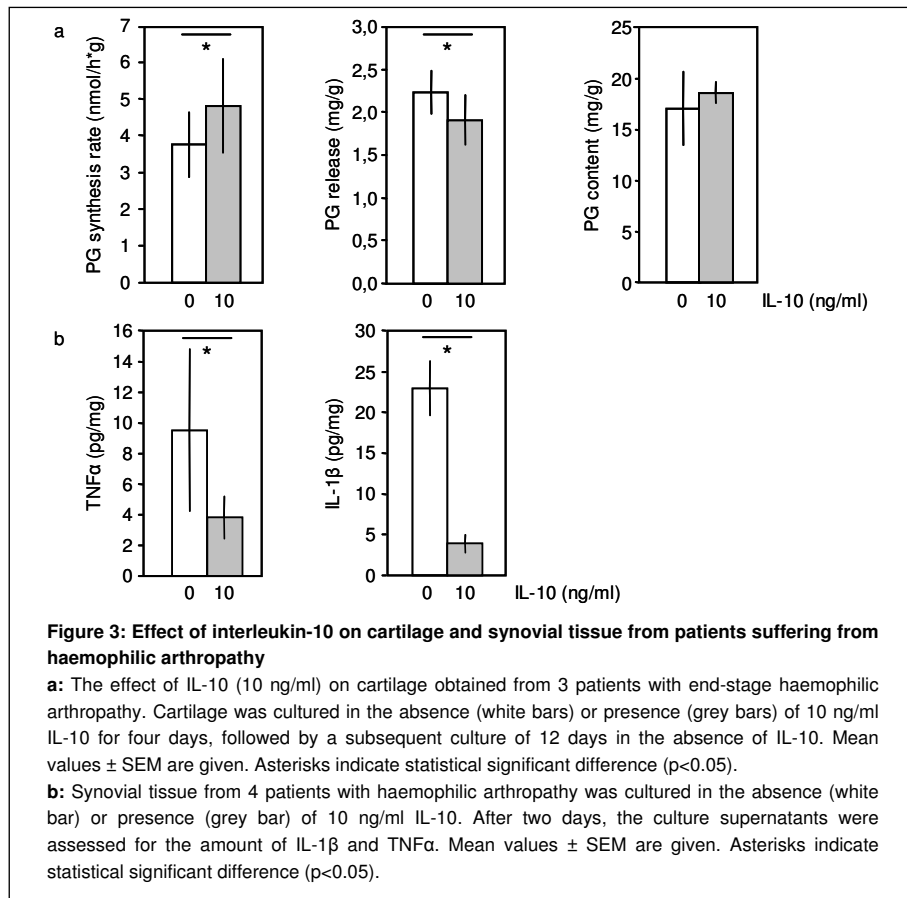 a
PG synthesis rate (nmol/h*g)
7
6
5
4
3
2
1
0
*
0 10
PG release (mg/g)
3,0
2,5
2,0
1,5
1,0
0,5
0,0
*
0 10
PG content (mg/g)
25
20
15
10
5
0
0 10
IL-10 (ng/ml)
b
TNFα (pg/mg)
16
14
12
10
8
6
4
2
0
*
0 10
IL-1β (pg/mg)
30
25
20
15
10
5
0
*
0 10
IL-10 (ng/ml)
Figure 3: Effect of interleukin-10 on cartilage and synovial tissue from patients suffering from
haemophilic arthropathy
a: The effect of IL-10 (10 ng/ml) on cartilage obtained from 3 patients with end-stage haemophilic
arthropathy. Cartilage was cultured in the absence (white bars) or presence (grey bars) of 10 ng/ml
IL-10 for four days, followed by a subsequent culture of 12 days in the absence of IL-10. Mean
values ± SEM are given. Asterisks indicate statistical significant difference (p<0.05).
b: Synovial tissue from 4 patients with haemophilic arthropathy was cultured in the absence (white
bar) or presence (grey bar) of 10 ng/ml IL-10. After two days, the culture supernatants were
assessed for the amount of IL-1β and TNFα. Mean values ± SEM are given. Asterisks indicate
statistical significant difference (p<0.05).